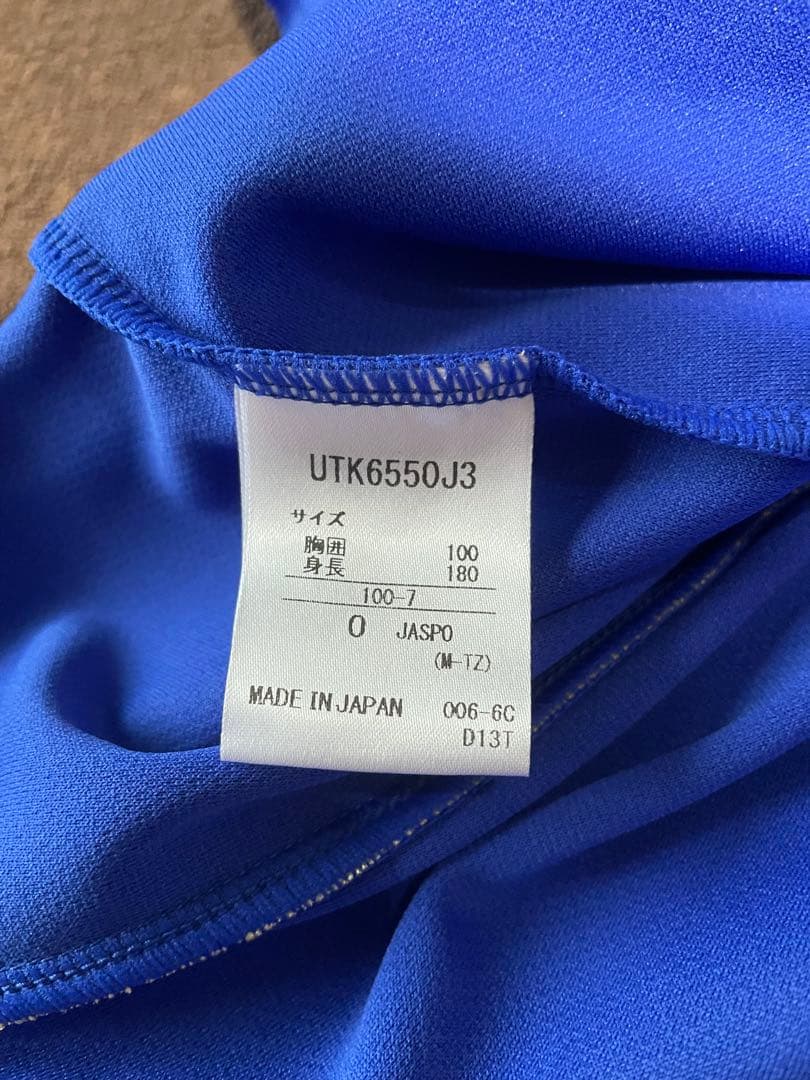 UTK6550J3
サイズ
胸囲 100
身長 180
100-7
O JASPO
(M-TZ)
MADE IN JAPAN 006-6C
D13T